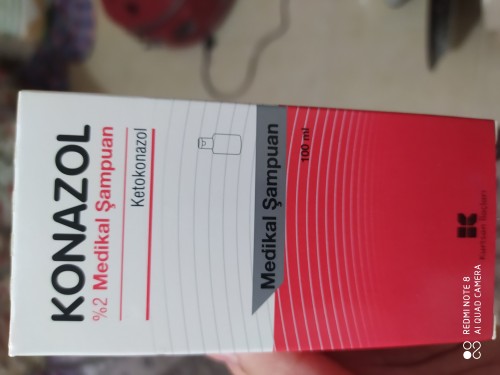 KONAZOL
%2 Medikal Şampuan
Ketokonazol
Medikal Şampuan
100 ml
REDMI NOTE 8
AI QUAD CAMERA